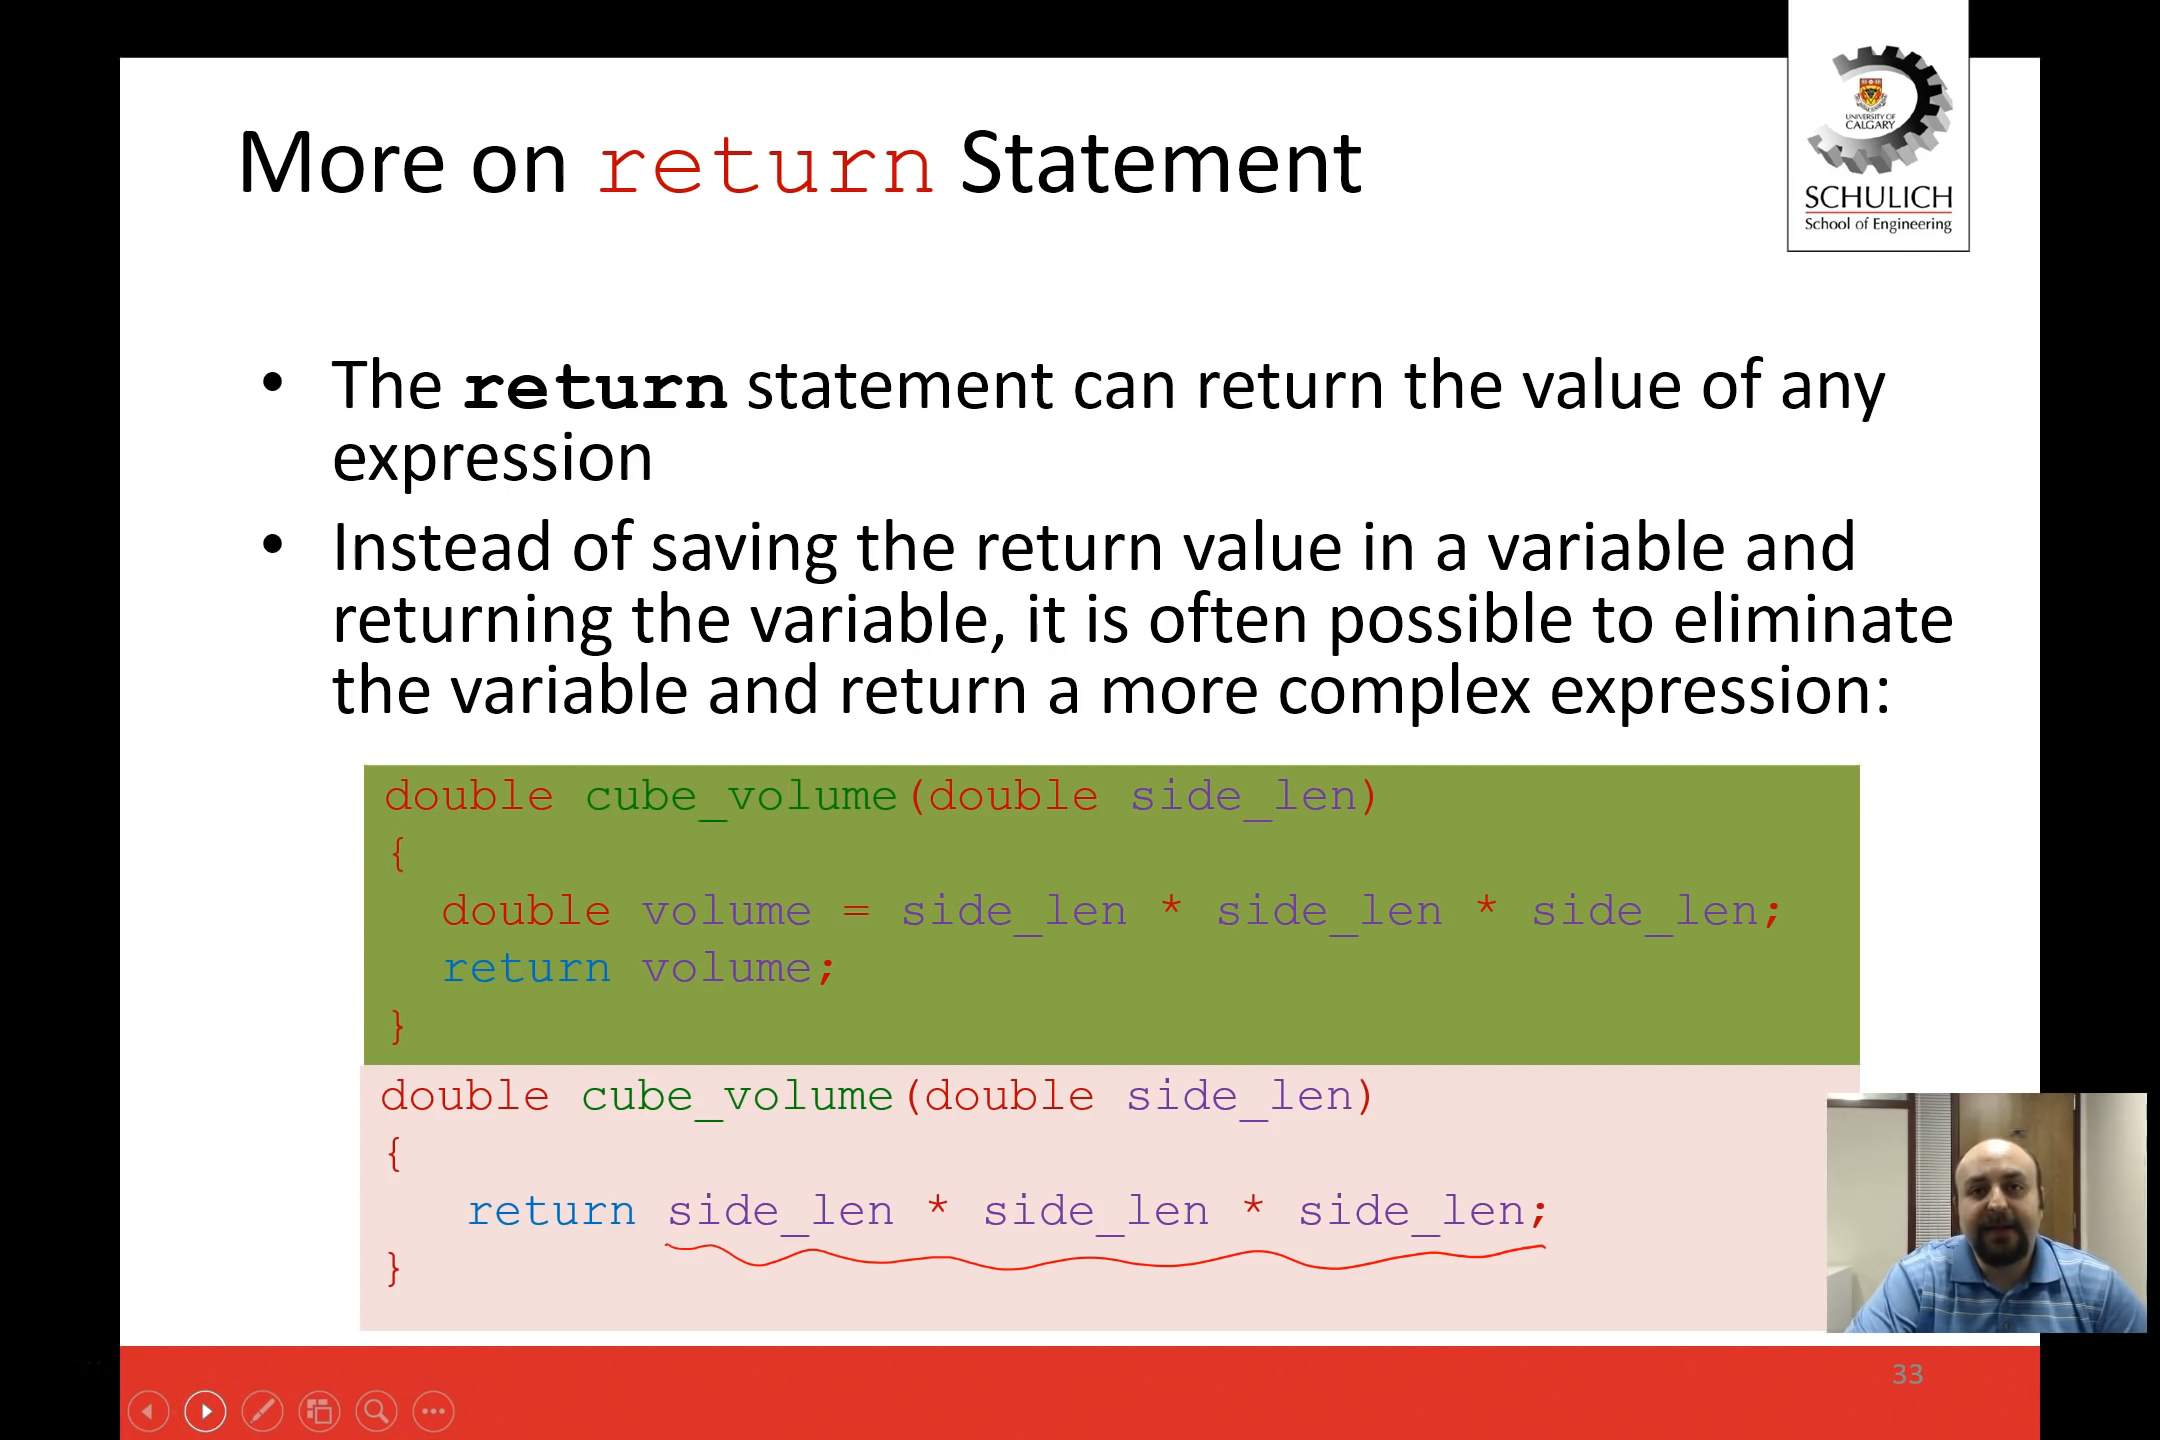 UNIVERSITY OF
CALGARY
SCHULICH
School of Engineering
More on return Statement
• The return statement can return the value of any
expression
• Instead of saving the return value in a variable and
returning the variable, it is often possible to eliminate
the variable and return a more complex expression:
double cube_volume(double side_len)
{
double volume = side_len * side_len * side_len;
return volume;
}
double cube_volume(double side_len)
{
return side_len * side_len * side_len;
}
33